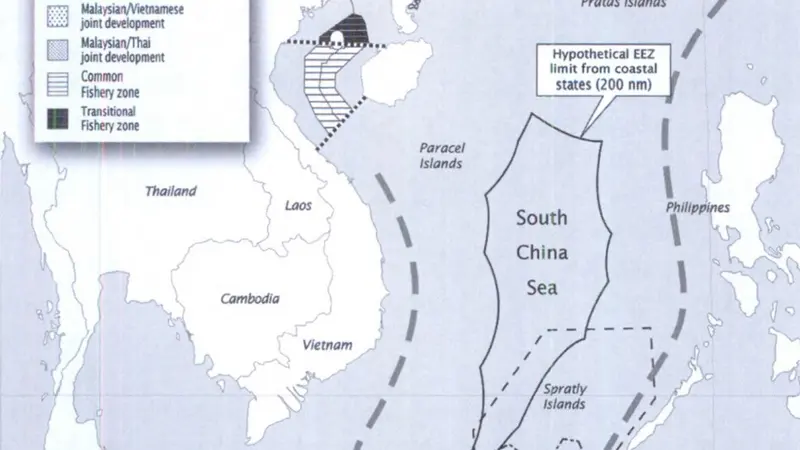 Pratas Islands
Malaysian/Vietnamese
joint development
Malaysian/Thai
joint development
Common
Fishery zone
Transitional
Fishery zone
Hypothetical EEZ
limit from coastal
states (200 nm)
Paracel
Islands
Thailand
Laos
Philippines
South
China
Sea
Cambodia
Vietnam
Spratly
Islands